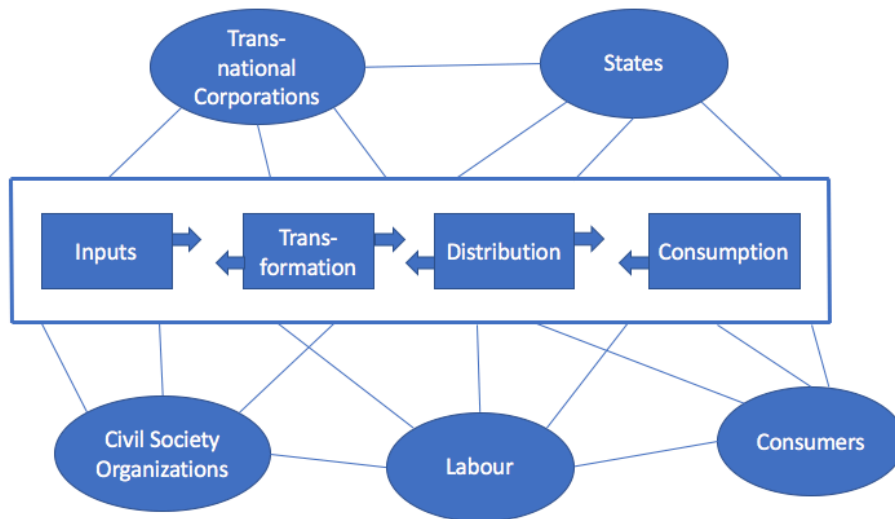 Trans-
national
Corporations
States
Inputs
Trans-
formation
Distribution
Consumption
Civil Society
Organizations
Labour
Consumers